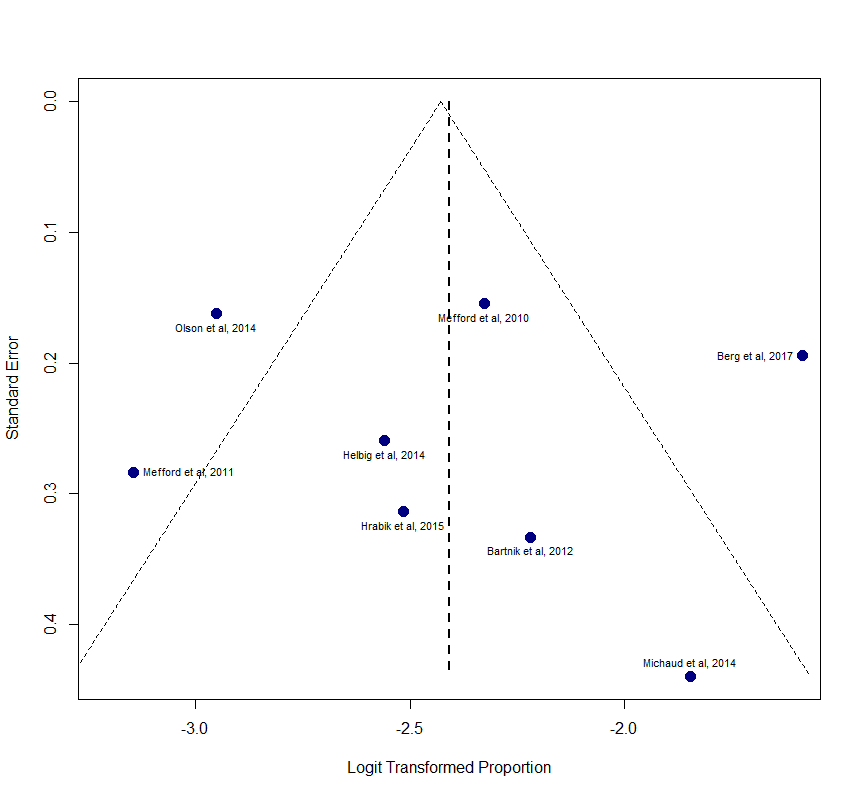 0.0
0.1
0.2
0.3
0.4
Standard Error
Olson et al, 2014
Mefford et al, 2010
Berg et al, 2017
Helbig et al, 2014
Mefford et al, 2011
Hrabik et al, 2015
Bartnik et al, 2012
Michaud et al, 2014
-3.0
-2.5
-2.0
Logit Transformed Proportion